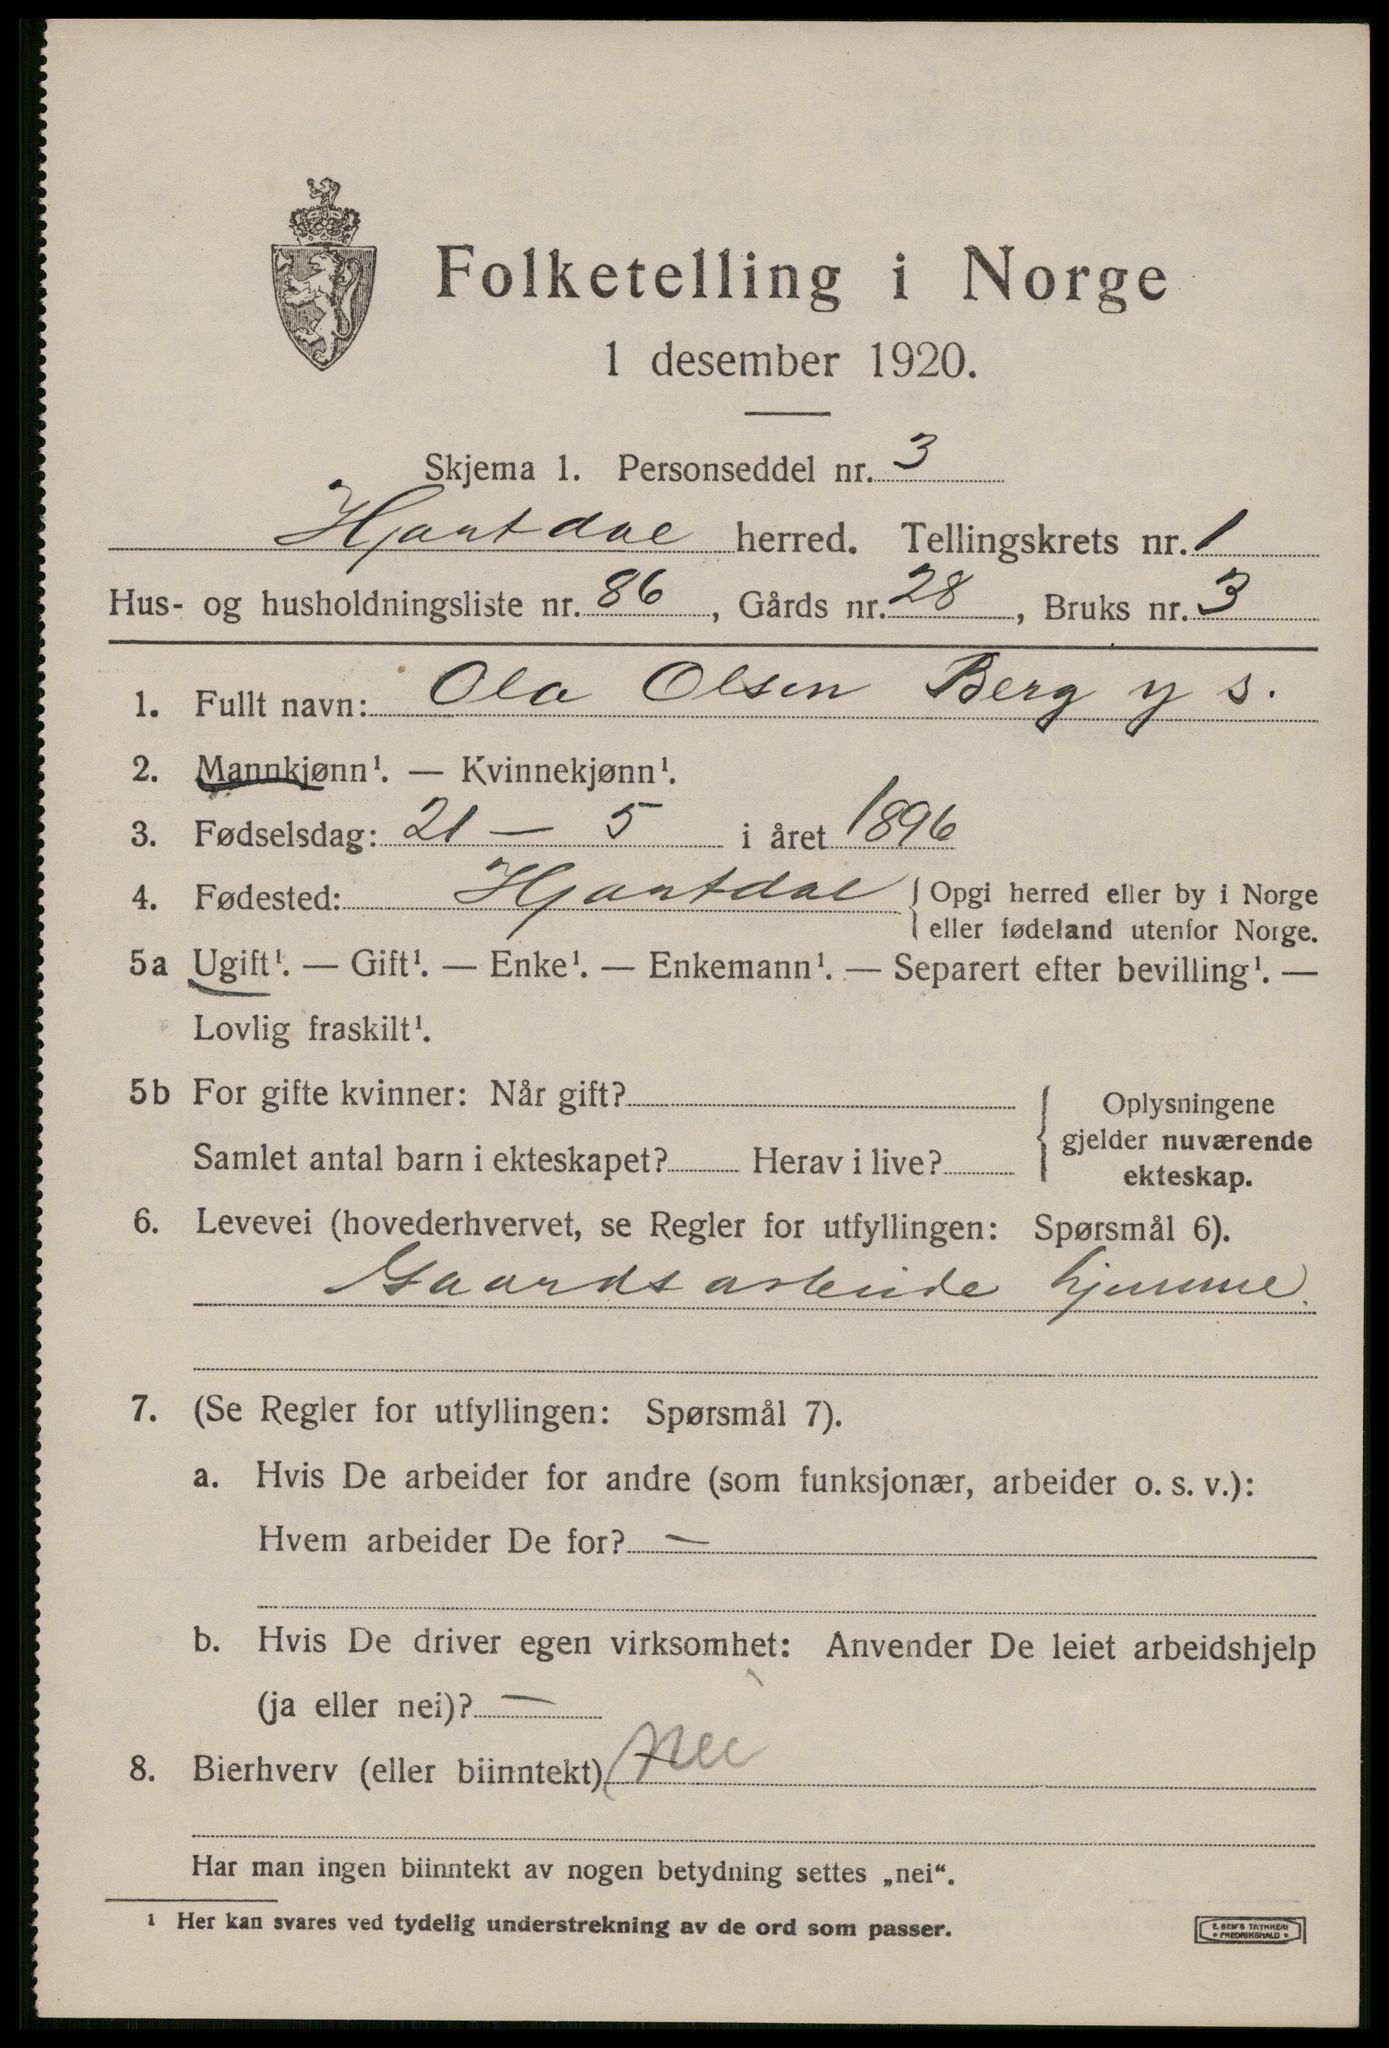 Folketelling i Norge
1 desember 1920.
Skjema 1. Personseddel nr. 3
Hjartdal herred. Tellingskrets nr. 1
Hus- og husholdningsliste nr. 86, Gårds nr. 28, Bruks nr. 3
1. Fullt navn: Ola Olsen Berg y s.
2. Mannkjønn¹. — Kvinnekjønn¹.
3. Fødselsdag: 21 — 5 i året 1896
4. Fødested: Hjartdal { Opgi herred eller by i Norge
eller fødeland utenfor Norge.
5a Ugift¹. — Gift¹. — Enke¹. — Enkemann¹. — Separert efter bevilling¹. —
Lovlig fraskilt¹.
5b For gifte kvinner: Når gift?
Samlet antal barn i ekteskapet? Herav i live?
{ Oplysningene
gjelder nuværende
ekteskap.
6. Levevei (hovederhvervet, se Regler for utfyllingen: Spørsmål 6).
Gaardsarbeide hjemme.
7. (Se Regler for utfyllingen: Spørsmål 7).
a. Hvis De arbeider for andre (som funksjonær, arbeider o. s. v.):
Hvem arbeider De for? —
b. Hvis De driver egen virksomhet: Anvender De leiet arbeidshjelp
(ja eller nei)? —
8. Bierhverv (eller biinntekt) Nei
Har man ingen biinntekt av nogen betydning settes „nei“.
¹ Her kan svares ved tydelig understrekning av de ord som passer.
E. SEM'S TRYKKERI
FREDRIKSHALD